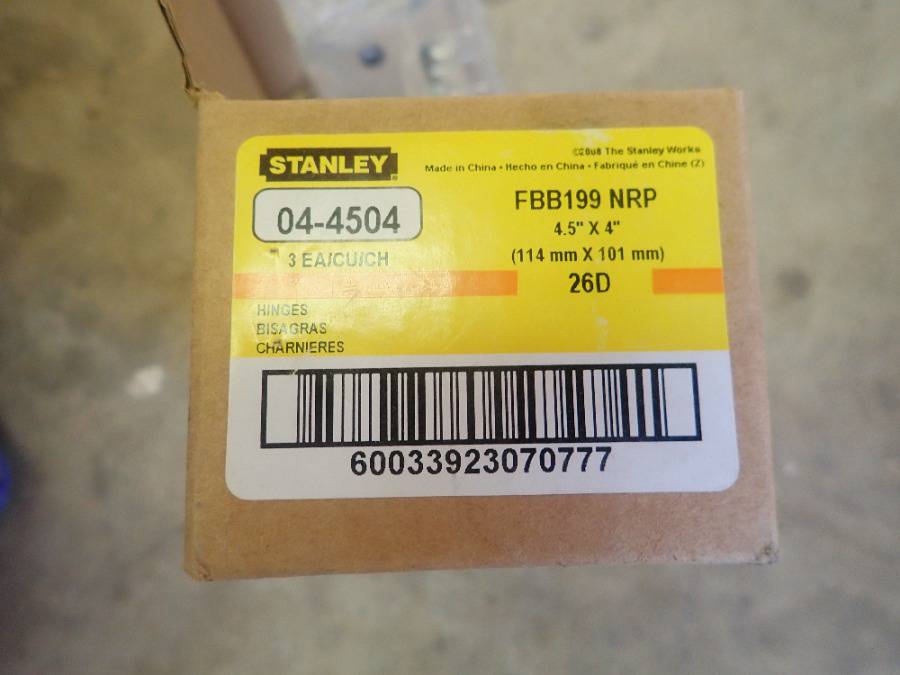 STANLEY
©2008 The Stanley Works
Made in China • Hecho en China • Fabriqué en Chine (Z)
04-4504
3 EA/CU/CH
FBB199 NRP
4.5" X 4"
(114 mm X 101 mm)
26D
HINGES
BISAGRAS
CHARNIERES
60033923070777